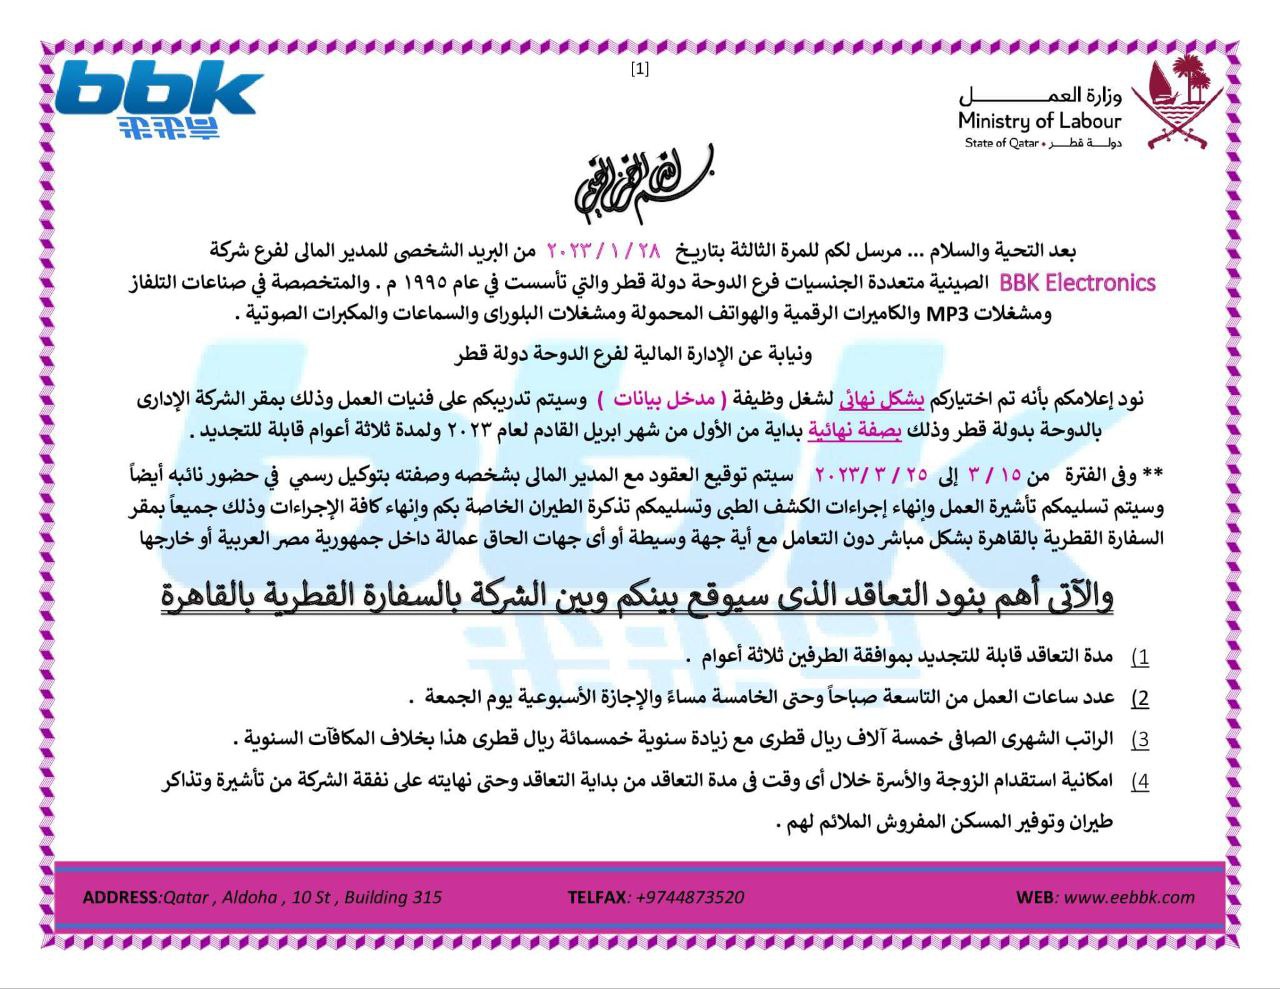 [1]
bbk
وزارة العمـــل
Ministry of Labour
State of Qatar • دولـة قطـر
بسم الله الرحمن الرحيم
بعد التحية والسلام ... مرسل لكم للمرة الثالثة بتاريخ ٢٨ / ١ / ٢٠٢٣ من البريد الشخصى للمدير المالى لفرع شركة
BBK Electronics الصينية متعددة الجنسيات فرع الدوحة دولة قطر والتي تأسست في عام ١٩٩٥ م . والمتخصصة في صناعات التلفاز
ومشغلات MP3 والكاميرات الرقمية والهواتف المحمولة ومشغلات البلوراى والسماعات والمكبرات الصوتية .
ونيابة عن الإدارة المالية لفرع الدوحة دولة قطر
نود إعلامكم بأنه تم اختياركم بشكل نهائى لشغل وظيفة ( مدخل بيانات ) وسيتم تدريبكم على فنيات العمل وذلك بمقر الشركة الإدارى
بالدوحة بدولة قطر وذلك بصفة نهائية بداية من الأول من شهر ابريل القادم لعام ٢٠٢٣ ولمدة ثلاثة أعوام قابلة للتجديد .
** وفى الفترة من ١٥ / ٣ إلى ٢٥ / ٣ /٢٠٢٣ سيتم توقيع العقود مع المدير المالى بشخصه وصفته بتوكيل رسمي في حضور نائبه أيضاً
وسيتم تسليمكم تأشيرة العمل وإنهاء إجراءات الكشف الطبى وتسليمكم تذكرة الطيران الخاصة بكم وإنهاء كافة الإجراءات وذلك جميعاً بمقر
السفارة القطرية بالقاهرة بشكل مباشر دون التعامل مع أية جهة وسيطة أو أى جهات الحاق عمالة داخل جمهورية مصر العربية أو خارجها
والآتى أهم بنود التعاقد الذى سيوقع بينكم وبين الشركة بالسفارة القطرية بالقاهرة
1) مدة التعاقد قابلة للتجديد بموافقة الطرفين ثلاثة أعوام .
2) عدد ساعات العمل من التاسعة صباحاً وحتى الخامسة مساءً والإجازة الأسبوعية يوم الجمعة .
3) الراتب الشهرى الصافى خمسة آلاف ريال قطرى مع زيادة سنوية خمسمائة ريال قطرى هذا بخلاف المكافآت السنوية .
4) امكانية استقدام الزوجة والأسرة خلال أى وقت فى مدة التعاقد من بداية التعاقد وحتى نهايته على نفقة الشركة من تأشيرة وتذاكر
طيران وتوفير المسكن المفروش الملائم لهم .
ADDRESS:Qatar , Aldoha , 10 St , Building 315 TELFAX: +9744873520 WEB: www.eebbk.com